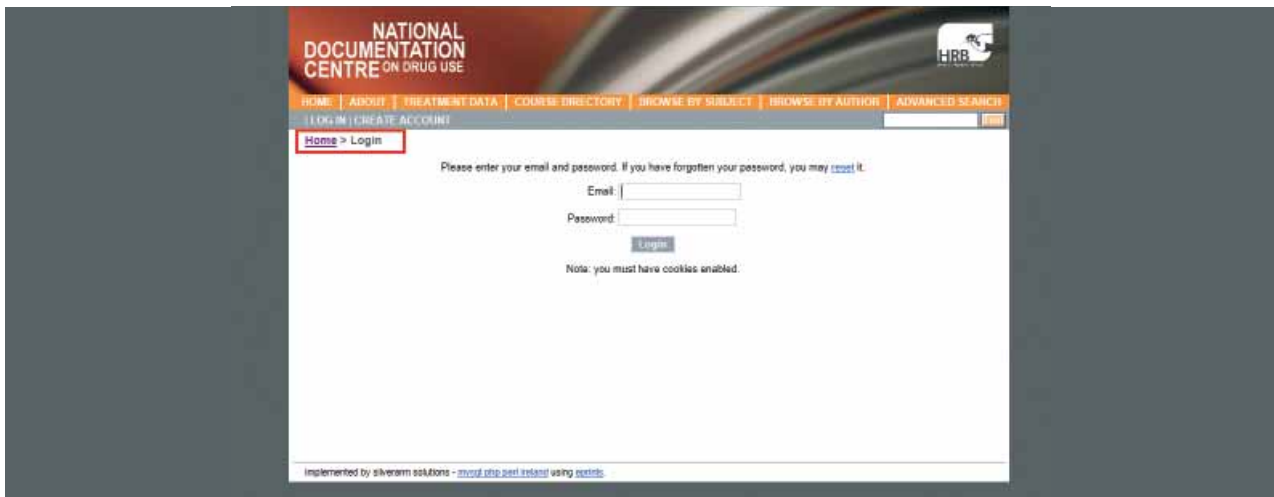 NATIONAL
DOCUMENTATION
CENTRE ON DRUG USE
HRB
HOME | ABOUT | TREATMENT DATA | COURSE DIRECTORY | BROWSE BY SUBJECT | BROWSE BY AUTHOR | ADVANCED SEARCH
| LOG IN | CREATE ACCOUNT
Home > Login
Please enter your email and password. If you have forgotten your password, you may reset it.
Email:
Password:
Login
Note: you must have cookies enabled.
Implemented by silverarm solutions - mysql php perl ireland using eprints.